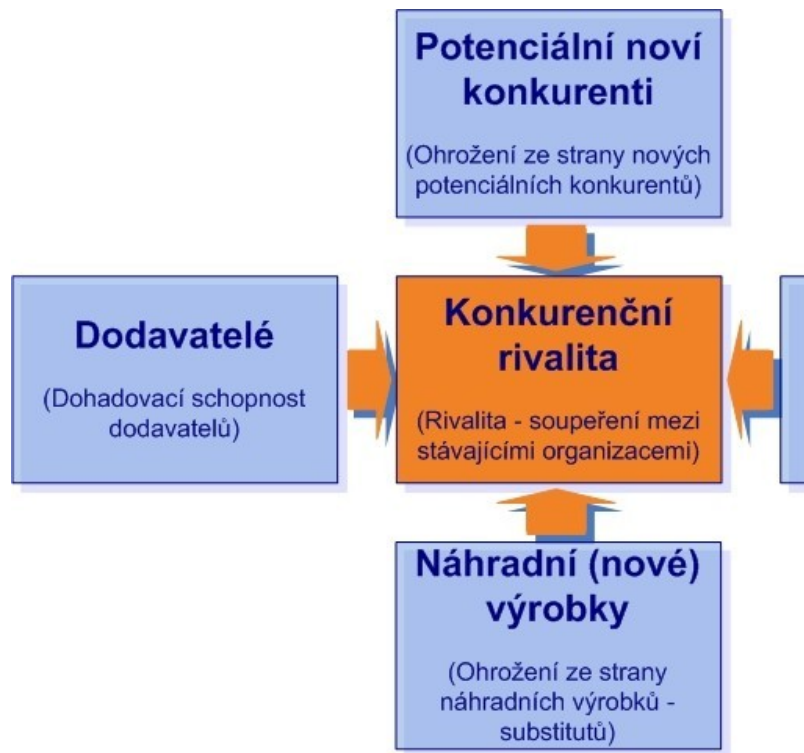 Potenciální noví
konkurenti
(Ohrožení ze strany nových
potenciálních konkurentů)
Dodavatelé
(Dohadovací schopnost
dodavatelů)
Konkurenční
rivalita
(Rivalita - soupeření mezi
stávajícími organizacemi)
Náhradní (nové)
výrobky
(Ohrožení ze strany
náhradních výrobků -
substitutů)